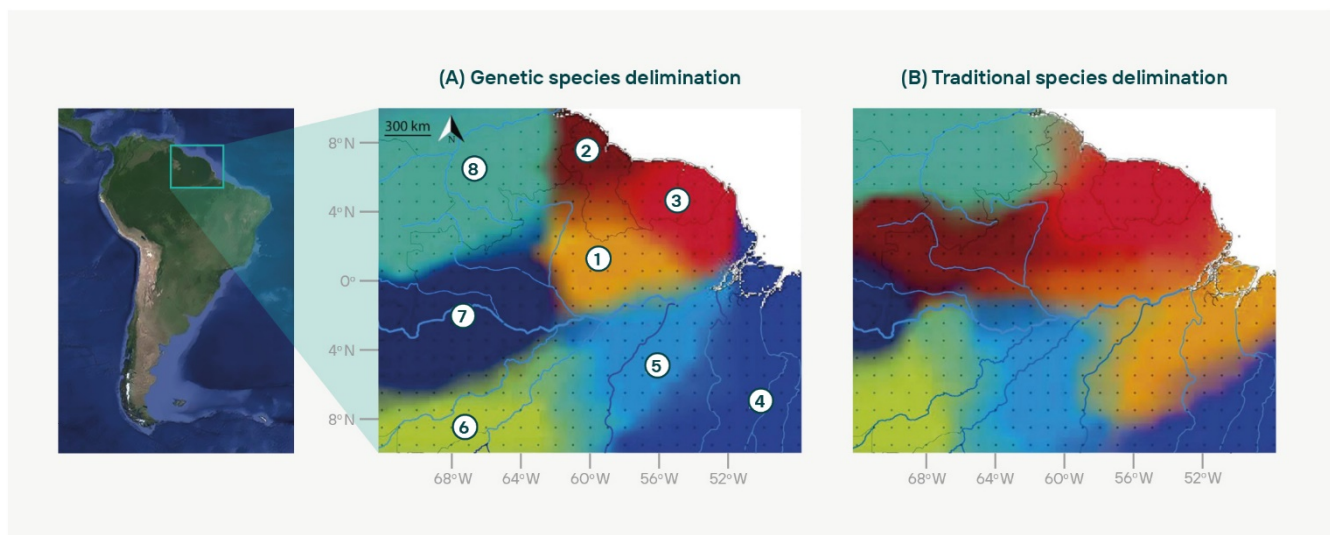 (A) Genetic species delimination
(B) Traditional species delimination
300 km
N
8°N
4°N
0°
4°N
8°N
1
2
3
4
5
6
7
8
68°W 64°W 60°W 56°W 52°W
68°W 64°W 60°W 56°W 52°W